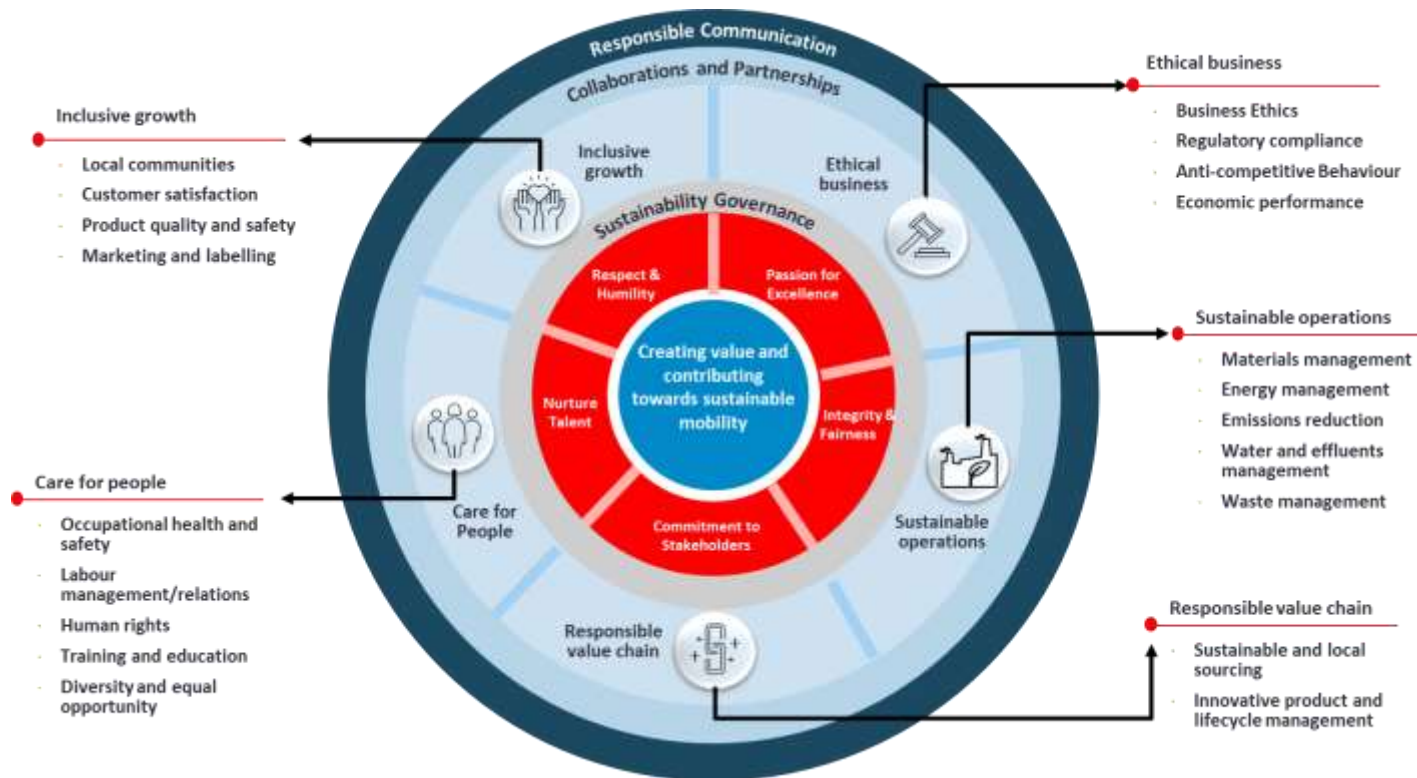 Responsible Communication
Collaborations and Partnerships
Inclusive growth
Local communities
Customer satisfaction
Product quality and safety
Marketing and labelling
Care for people
Occupational health and
safety
Labour
management/relations
Human rights
Training and education
Diversity and equal
opportunity
Inclusive
growth
Ethical
business
Sustainability Governance
Respect &
Humility
Passion for
Excellence
Creating value and
contributing
towards sustainable
mobility
Nurture
Talent
Integrity &
Fairness
Commitment to
Stakeholders
Care for
People
Sustainable
operations
Responsible
value chain
Ethical business
Business Ethics
Regulatory compliance
Anti-competitive Behaviour
Economic performance
Sustainable operations
Materials management
Energy management
Emissions reduction
Water and effluents
management
Waste management
Responsible value chain
Sustainable and local
sourcing
Innovative product and
lifecycle management